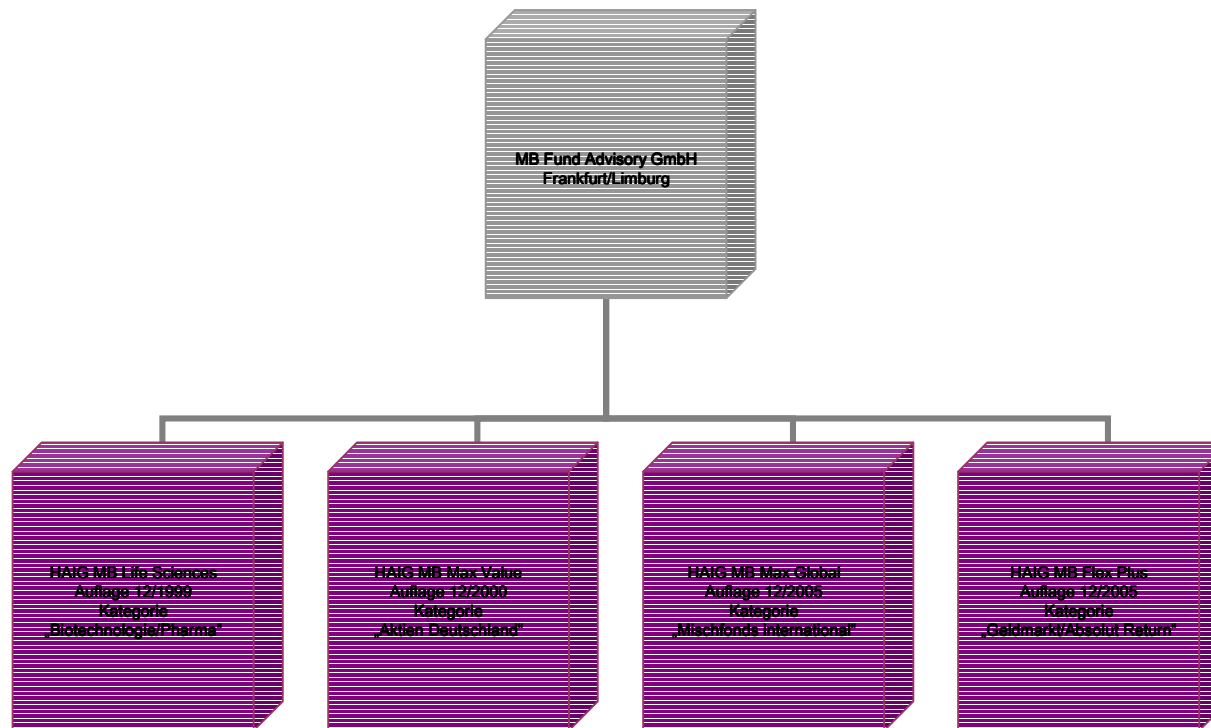 MB Fund Advisory GmbH
Frankfurt/Limburg
HAIG MB Life Sciences
Auflage 12/1999
Kategorie
„Biotechnologie/Pharma“
HAIG MB Max Value
Auflage 12/2000
Kategorie
„Aktien Deutschland“
HAIG MB Max Global
Auflage 12/2005
Kategorie
„Mischfonds international“
HAIG MB Flex Plus
Auflage 12/2005
Kategorie
„Geldmarkt/Absolut Return“